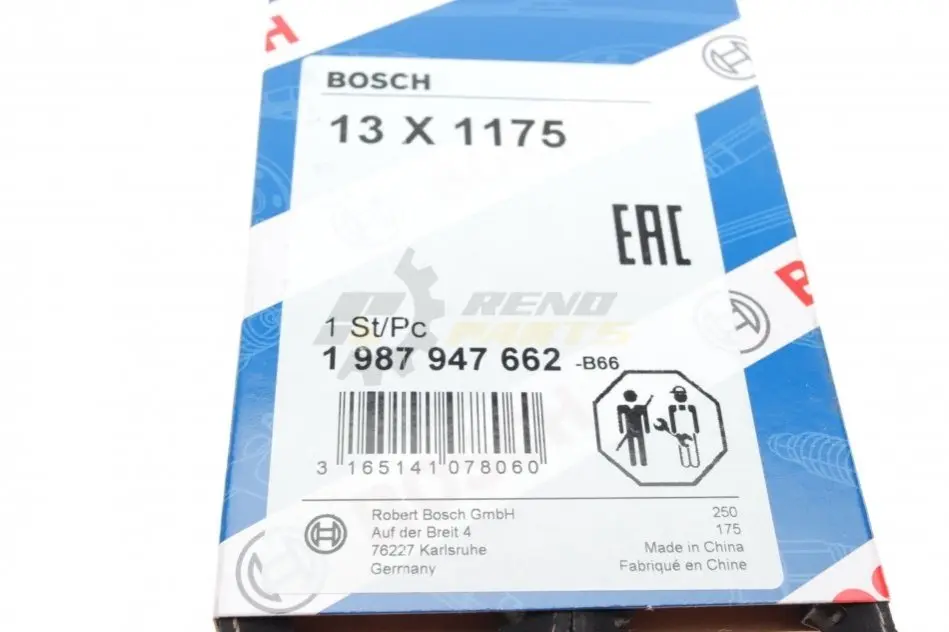 BOSCH
13 X 1175
EAC
RENO
PARTS
1 St/Pc
1 987 947 662 -B66
3 165141 078060
Robert Bosch GmbH
Auf der Breit 4
76227 Karlsruhe
Germany
250
175
Made in China
Fabriqué en Chine